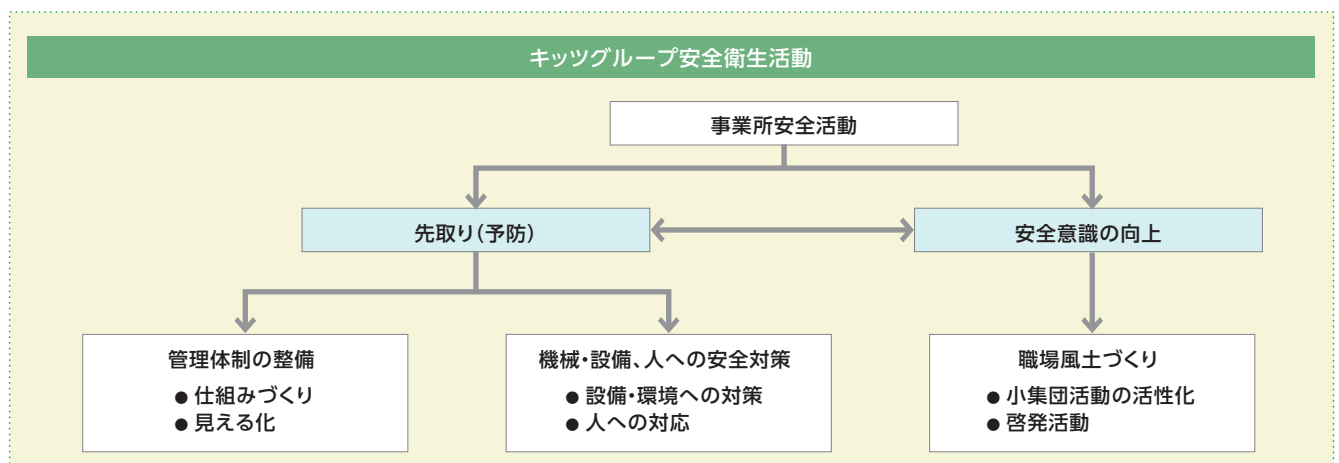 キッツグループ安全衛生活動
事業所安全活動
先取り(予防)
安全意識の向上
管理体制の整備
● 仕組みづくり
● 見える化
機械・設備、人への安全対策
● 設備・環境への対策
● 人への対応
職場風土づくり
● 小集団活動の活性化
● 啓発活動